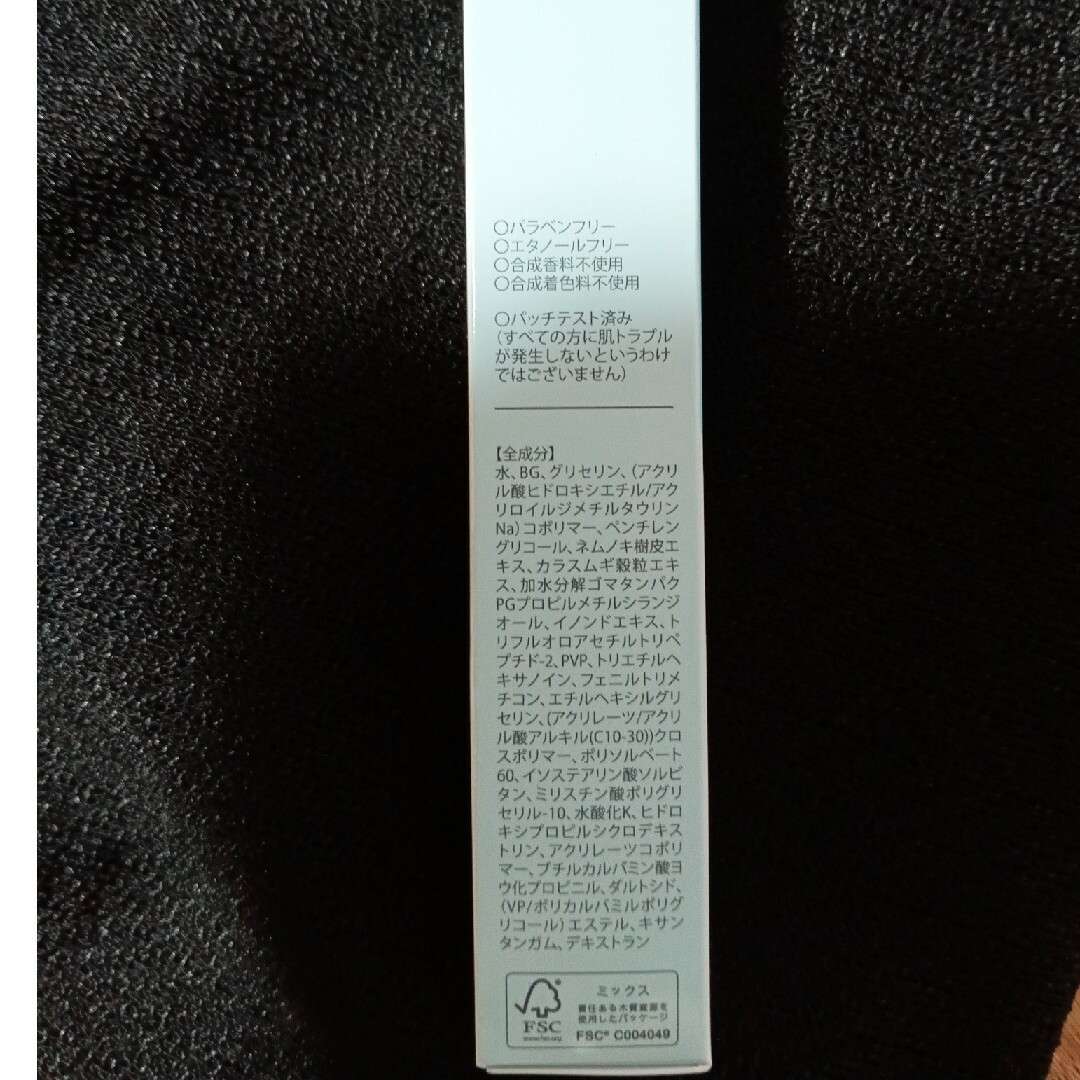 〇パラベンフリー
〇エタノールフリー
〇合成香料不使用
〇合成着色料不使用
〇パッチテスト済み
(すべての方に肌トラブル
が発生しないというわけ
ではございません)
【全成分】
水、BG、グリセリン、(アクリ
ル酸ヒドロキシエチル/アク
リロイルジメチルタウリン
Na)コポリマー、ペンチレン
グリコール、ネムノキ樹皮エ
キス、カラスムギ穀粒エキ
ス、加水分解ゴマタンパク
PGプロピルメチルシランジ
オール、イノンドエキス、ト
リフルオロアセチルトリペ
プチド-2、PVP、トリエチルヘ
キサノイン、フェニルトリメ
チコン、エチルヘキシルグリ
セリン、(アクリレーツ/アクリ
ル酸アルキル(C10-30))クロ
スポリマー、ポリソルベート
60、イソステアリン酸ソルビ
タン、ミリスチン酸ポリグリ
セリル-10、水酸化K、ヒドロ
キシプロピルシクロデキス
トリン、アクリレーツコポリ
マー、ブチルカルバミン酸ヨ
ウ化プロピニル、ダルトシド、
(VP/ポリカルバミルポリグ
リコール)エステル、キサン
タンガム、デキストラン
FSC
www.fsc.org
ミックス
責任ある木質資源を
使用したパッケージ
FSC® C004049